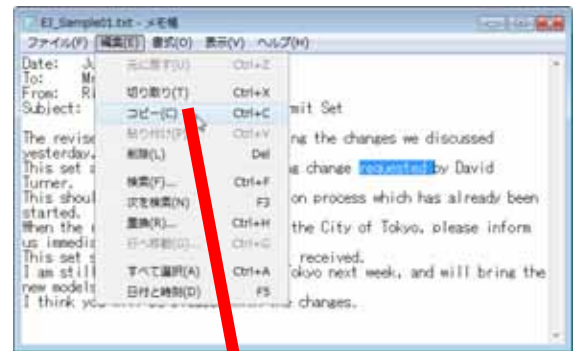 EJ_Sample01.txt - メモ帳
ファイル(F) 編集(E) 書式(O) 表示(V) ヘルプ(H)
Date: J
To: M
From: Ri
Subject: mit Set
The revise ng the changes we discussed
yesterday.
This set s change requested by David
Turner.
This shoul on process which has already been
started.
When the the City of Tokyo, please inform
us immedi
This set s received.
I am still okyo next week, and will bring the
new models
I think yo the changes.
元に戻す(U) Ctrl+Z
切り取り(T) Ctrl+X
コピー(C) Ctrl+C
貼り付け(P) Ctrl+V
削除(L) Del
検索(F)... Ctrl+F
次を検索(N) F3
置換(R)... Ctrl+H
行へ移動(G)... Ctrl+G
すべて選択(A) Ctrl+A
日付と時刻(D) F5